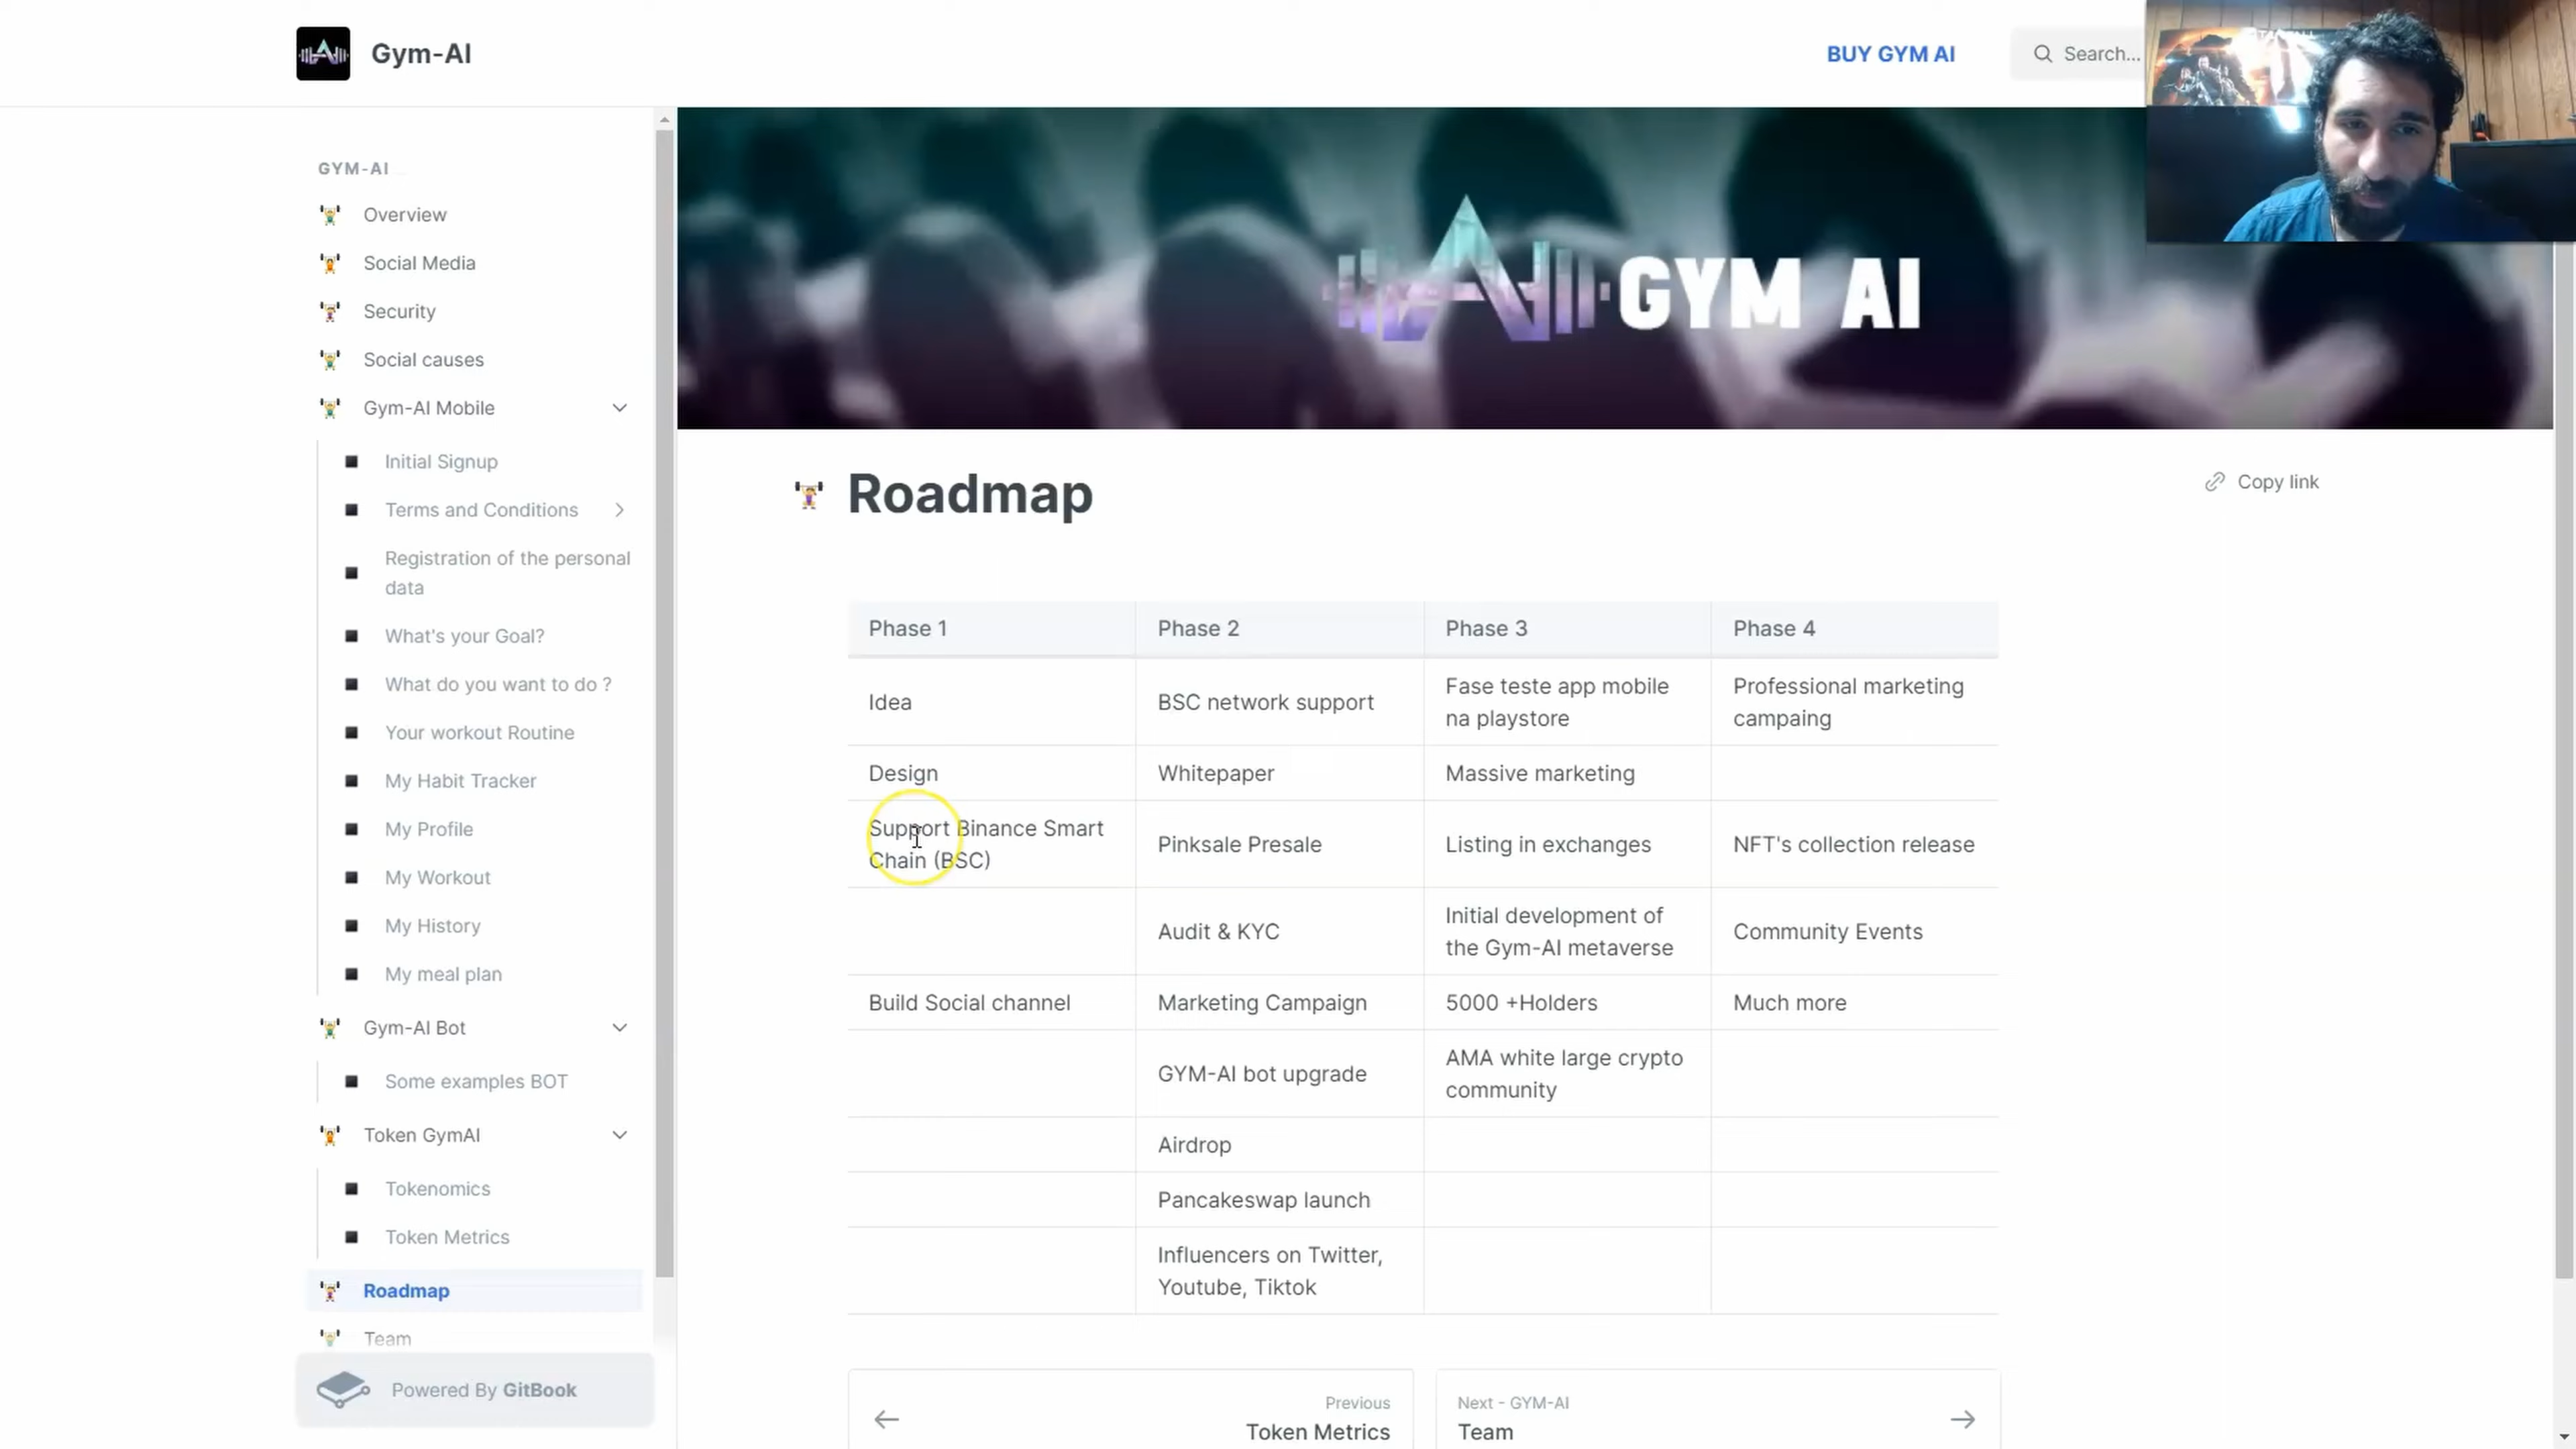 Gym-AI
BUY GYM AI
Search...
GYM-AI
Overview
Social Media
Security
Social causes
Gym-AI Mobile
Initial Signup
Terms and Conditions
Registration of the personal
data
What's your Goal?
What do you want to do ?
Your workout Routine
My Habit Tracker
My Profile
My Workout
My History
My meal plan
Gym-AI Bot
Some examples BOT
Token GymAI
Tokenomics
Token Metrics
Roadmap
Team
Powered By GitBook
GYM AI
Roadmap
Copy link
Phase 1
Phase 2
Phase 3
Phase 4
Idea
BSC network support
Fase teste app mobile
na playstore
Professional marketing
campaing
Design
Whitepaper
Massive marketing
Support Binance Smart
Chain (BSC)
Pinksale Presale
Listing in exchanges
NFT's collection release
Audit & KYC
Initial development of
the Gym-AI metaverse
Community Events
Build Social channel
Marketing Campaign
5000 +Holders
Much more
GYM-AI bot upgrade
AMA white large crypto
community
Airdrop
Pancakeswap launch
Influencers on Twitter,
Youtube, Tiktok
Previous
Token Metrics
Next - GYM-AI
Team